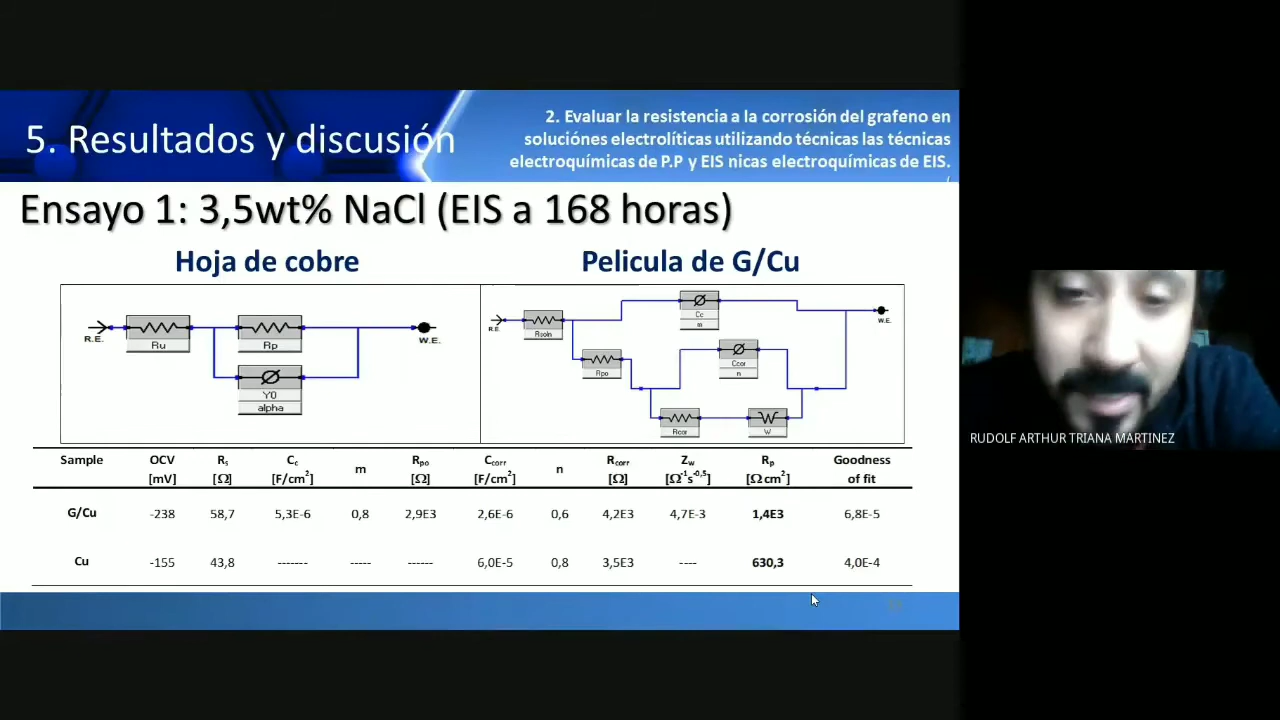 5. Resultados y discusión
2. Evaluar la resistencia a la corrosión del grafeno en
soluciónes electrolíticas utilizando técnicas las técnicas
electroquímicas de P.P y EIS nicas electroquímicas de EIS.
Ensayo 1: 3,5wt% NaCl (EIS a 168 horas)
Hoja de cobre
Pelicula de G/Cu
R.E. Ru Rp W.E.
Y0
alpha
R.E. Rsoln Cc W.E.
m
Rpo Ccor
n
Rcor W
Sample OCV [mV] Rs [Ω] Cc [F/cm2] m Rpo [Ω] Ccorr [F/cm2] n Rcorr [Ω] Zw [Ω-1s-0,5] Rp [Ω cm2] Goodness of fit
G/Cu -238 58,7 5,3E-6 0,8 2,9E3 2,6E-6 0,6 4,2E3 4,7E-3 1,4E3 6,8E-5
Cu -155 43,8 ------- ----- ------ 6,0E-5 0,8 3,5E3 ---- 630,3 4,0E-4
RUDOLF ARTHUR TRIANA MARTINEZ